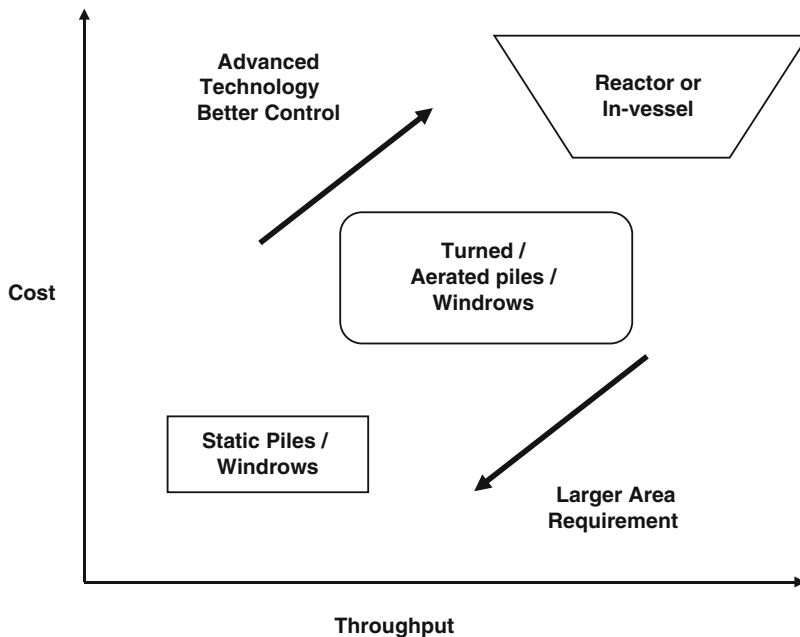 Advanced
Technology
Better Control
Reactor or
In-vessel
Turned /
Aerated piles /
Windrows
Cost
Static Piles /
Windrows
Larger Area
Requirement
Throughput